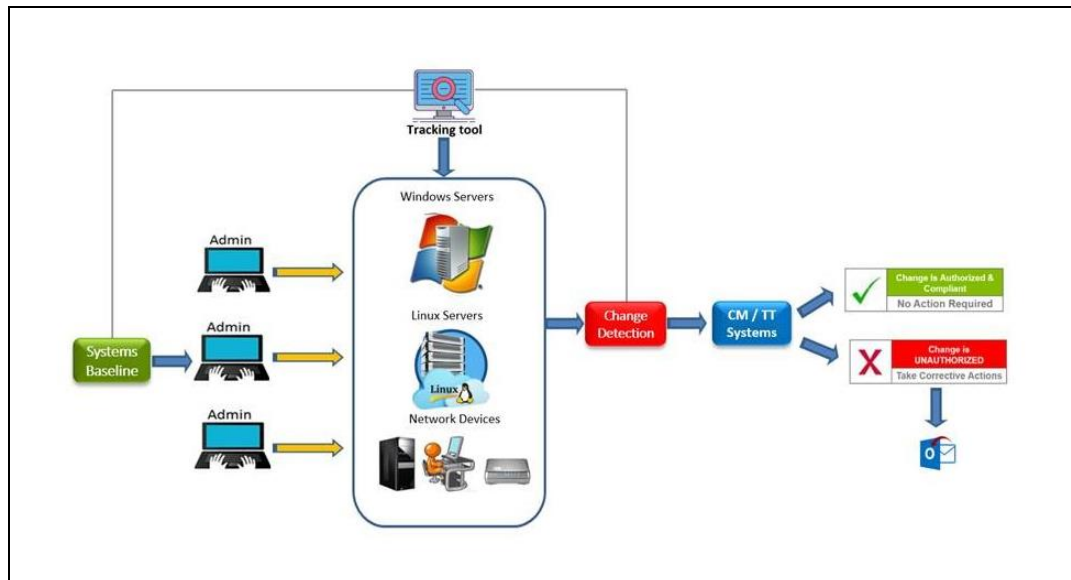 Tracking tool
Windows Servers
Admin
Linux Servers
Admin
Linux
Systems
Baseline
Change
Detection
CM / TT
Systems
Change Is Authorized &
Compliant
No Action Required
Change is
UNAUTHORIZED
Take Corrective Actions
Admin
Network Devices
O